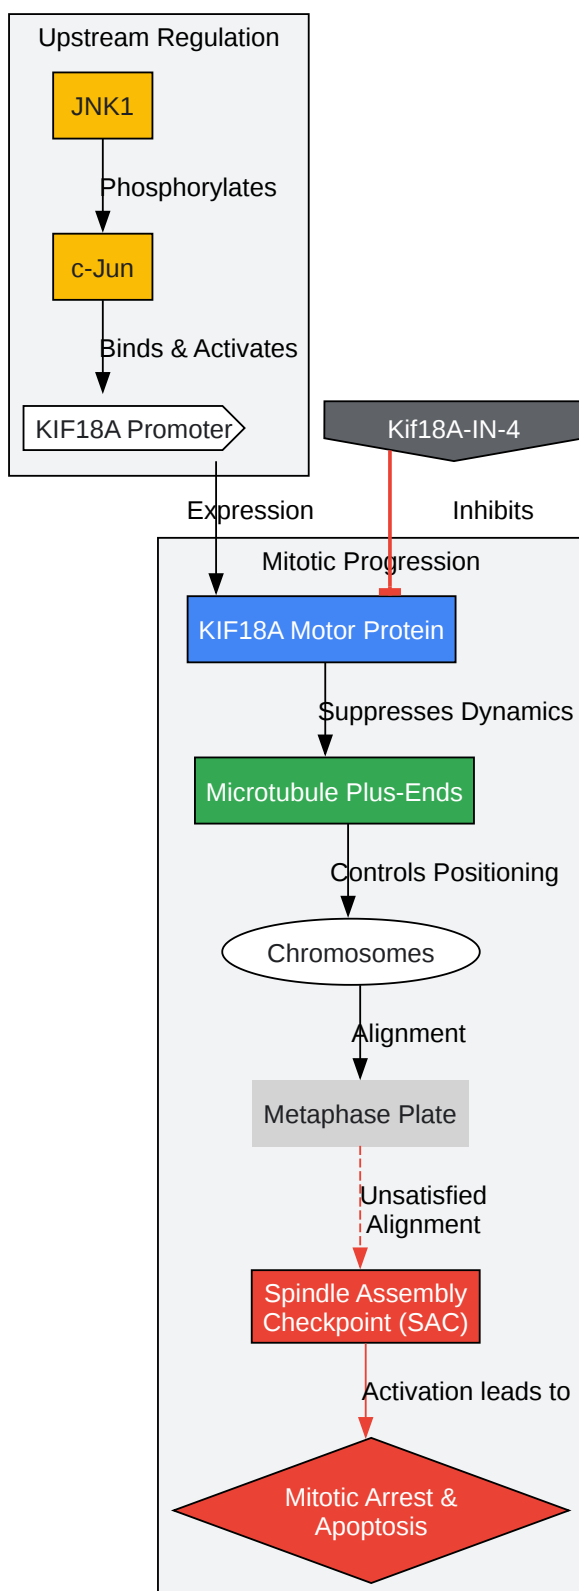 Upstream Regulation
JNK1
Phosphorylates
c-Jun
Binds & Activates
KIF18A Promoter
Kif18A-IN-4
Expression
Inhibits
Mitotic Progression
KIF18A Motor Protein
Suppresses Dynamics
Microtubule Plus-Ends
Controls Positioning
Chromosomes
Alignment
Metaphase Plate
Unsatisfied
Alignment
Spindle Assembly
Checkpoint (SAC)
Activation leads to
Mitotic Arrest &
Apoptosis